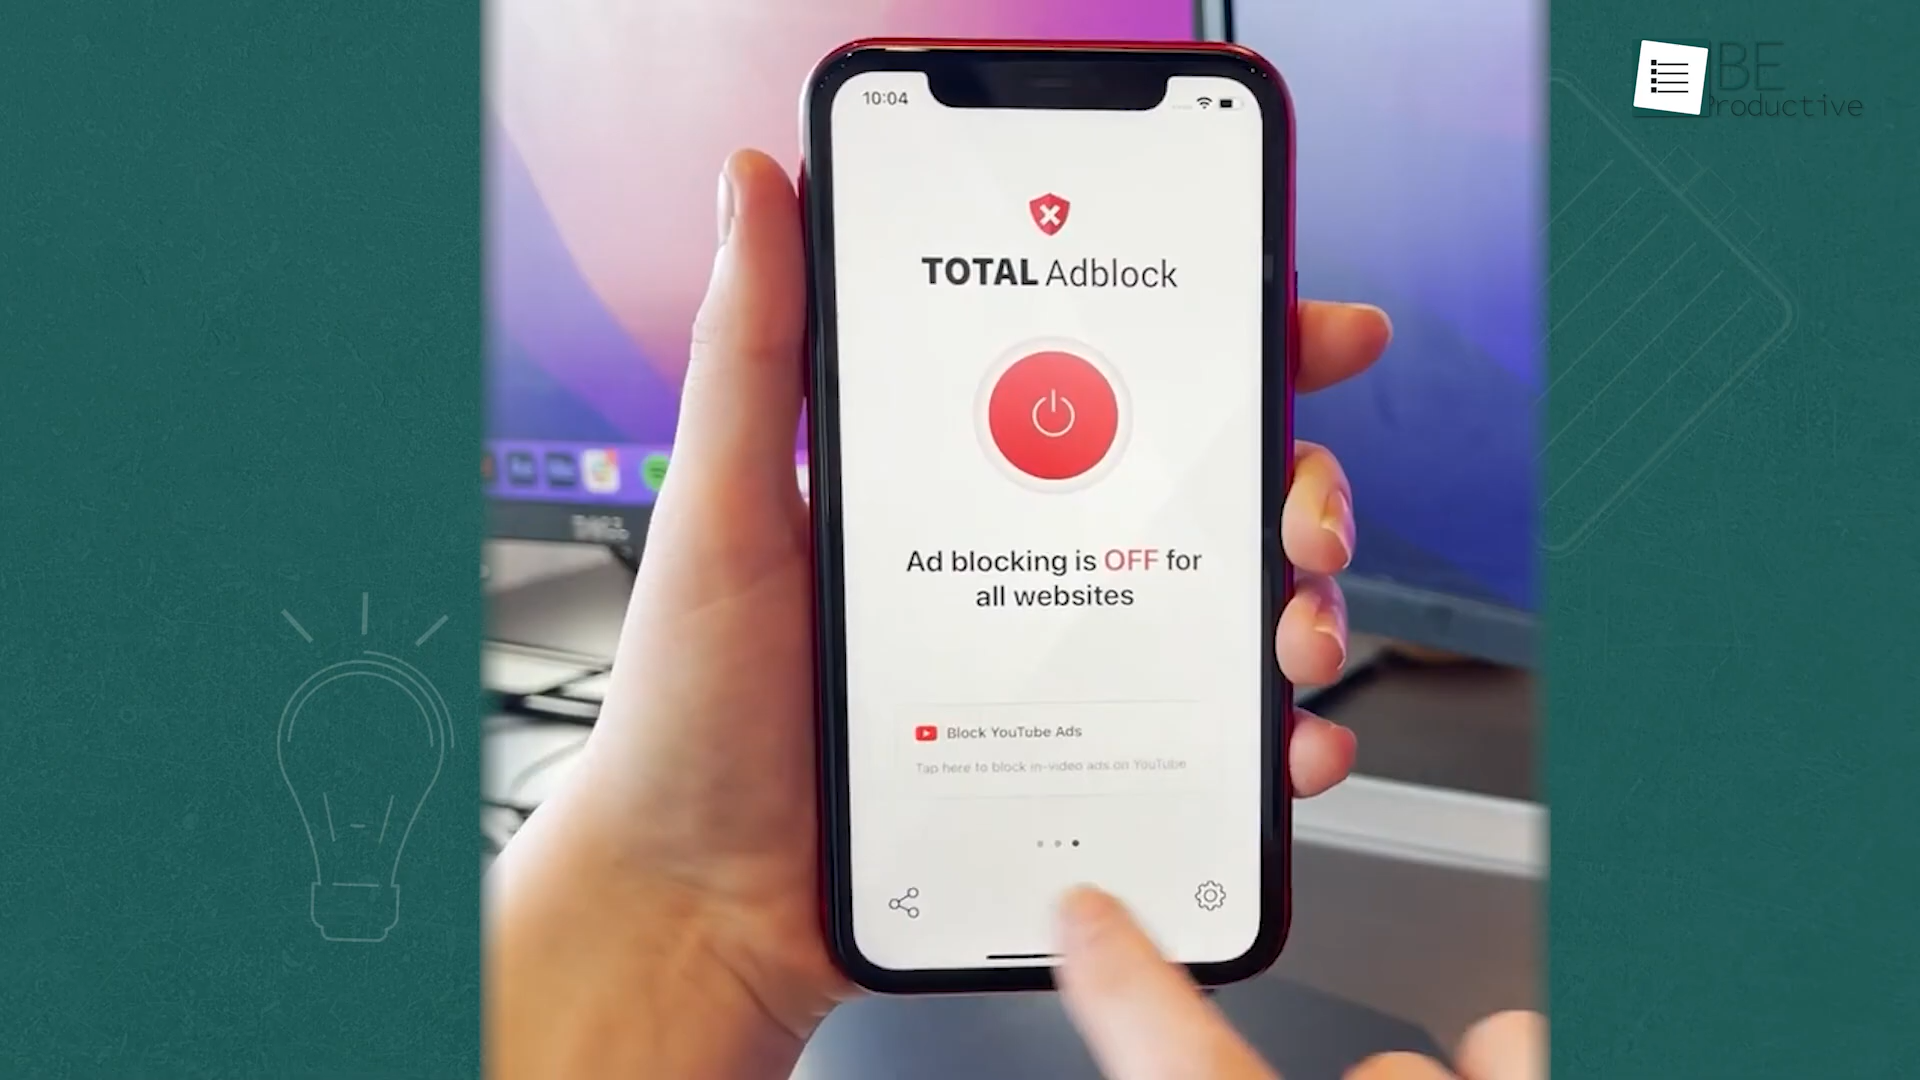 BE
Productive
10:04
TOTAL Adblock
Ad blocking is OFF for
all websites
Block YouTube Ads
Tap here to block in-video ads on YouTube